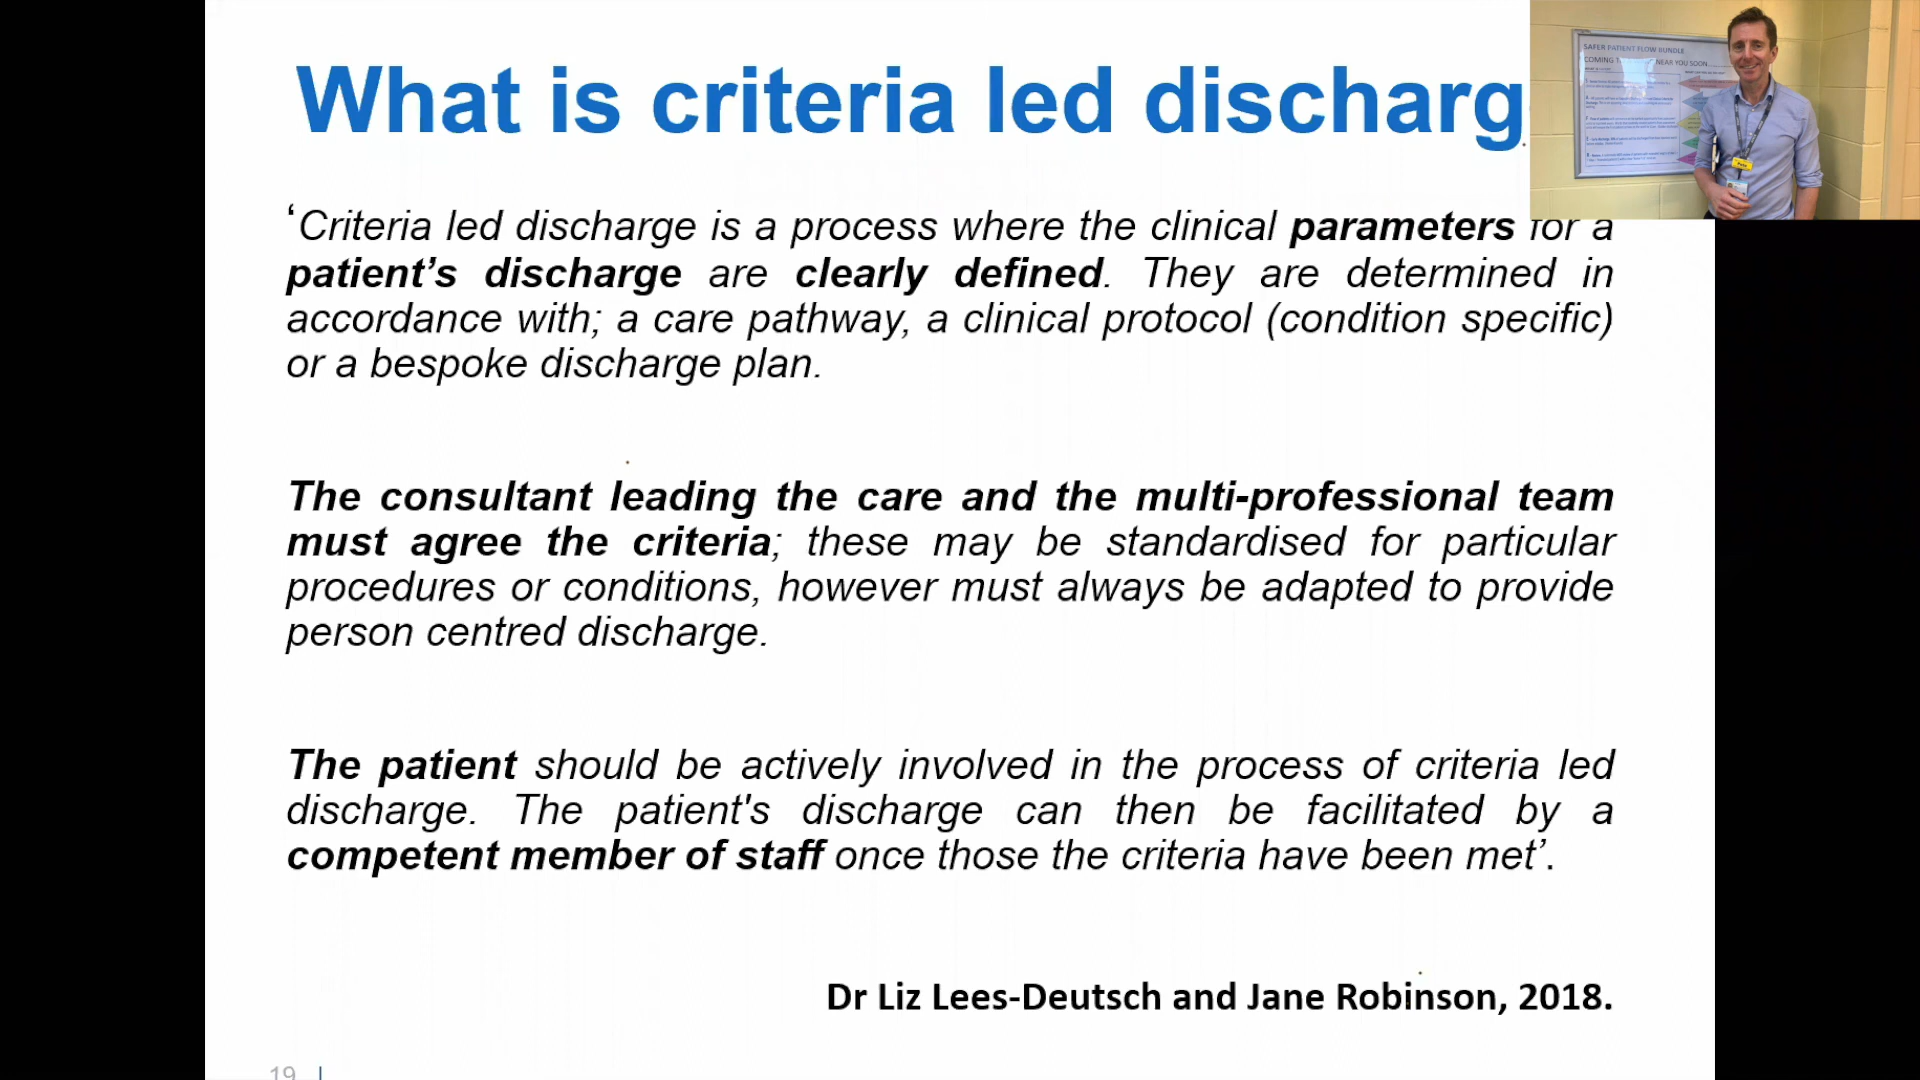 What is criteria led discharg
‘Criteria led discharge is a process where the clinical parameters for a
patient’s discharge are clearly defined. They are determined in
accordance with; a care pathway, a clinical protocol (condition specific)
or a bespoke discharge plan.
The consultant leading the care and the multi-professional team
must agree the criteria; these may be standardised for particular
procedures or conditions, however must always be adapted to provide
person centred discharge.
The patient should be actively involved in the process of criteria led
discharge. The patient's discharge can then be facilitated by a
competent member of staff once those the criteria have been met’.
Dr Liz Lees-Deutsch and Jane Robinson, 2018.
19
SAFER PATIENT FLOW BUNDLE
COMING NEAR YOU SOON